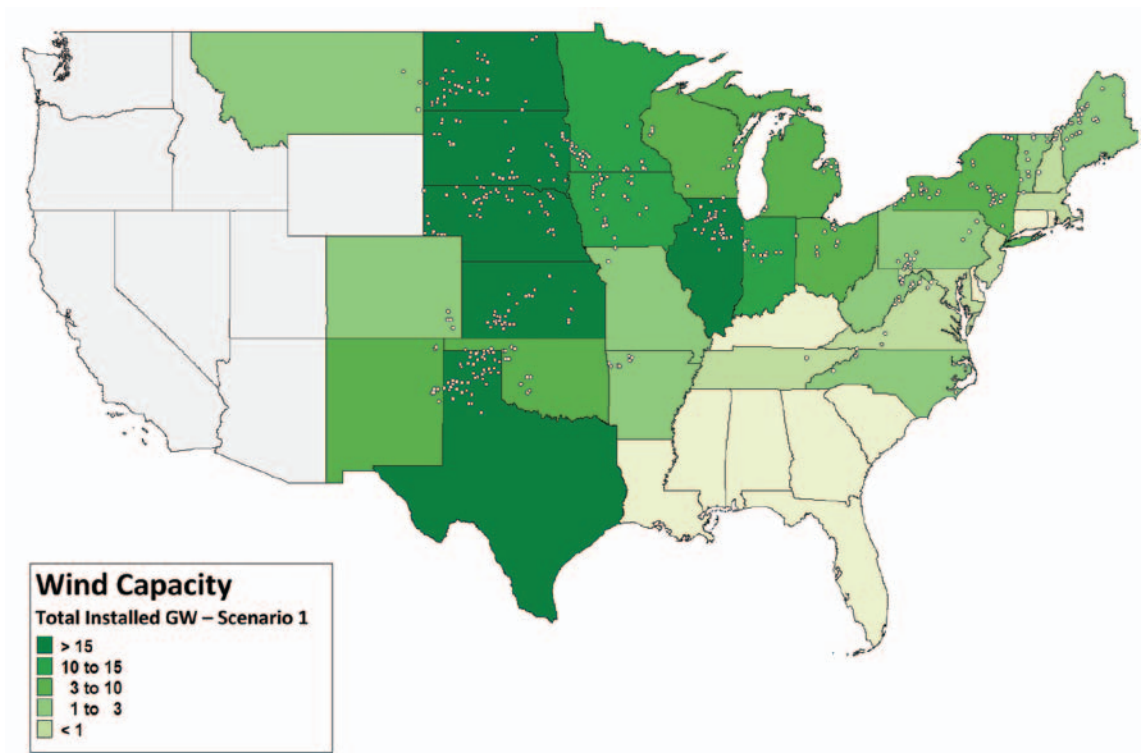 Wind Capacity
Total Installed GW – Scenario 1
> 15
10 to 15
3 to 10
1 to 3
< 1